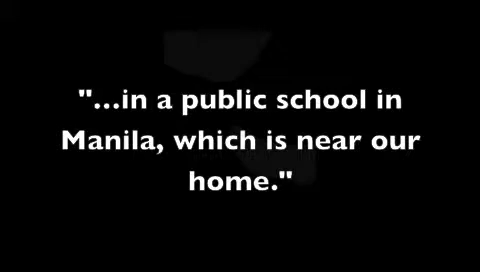 "...in a public school in
Manila, which is near our
home."